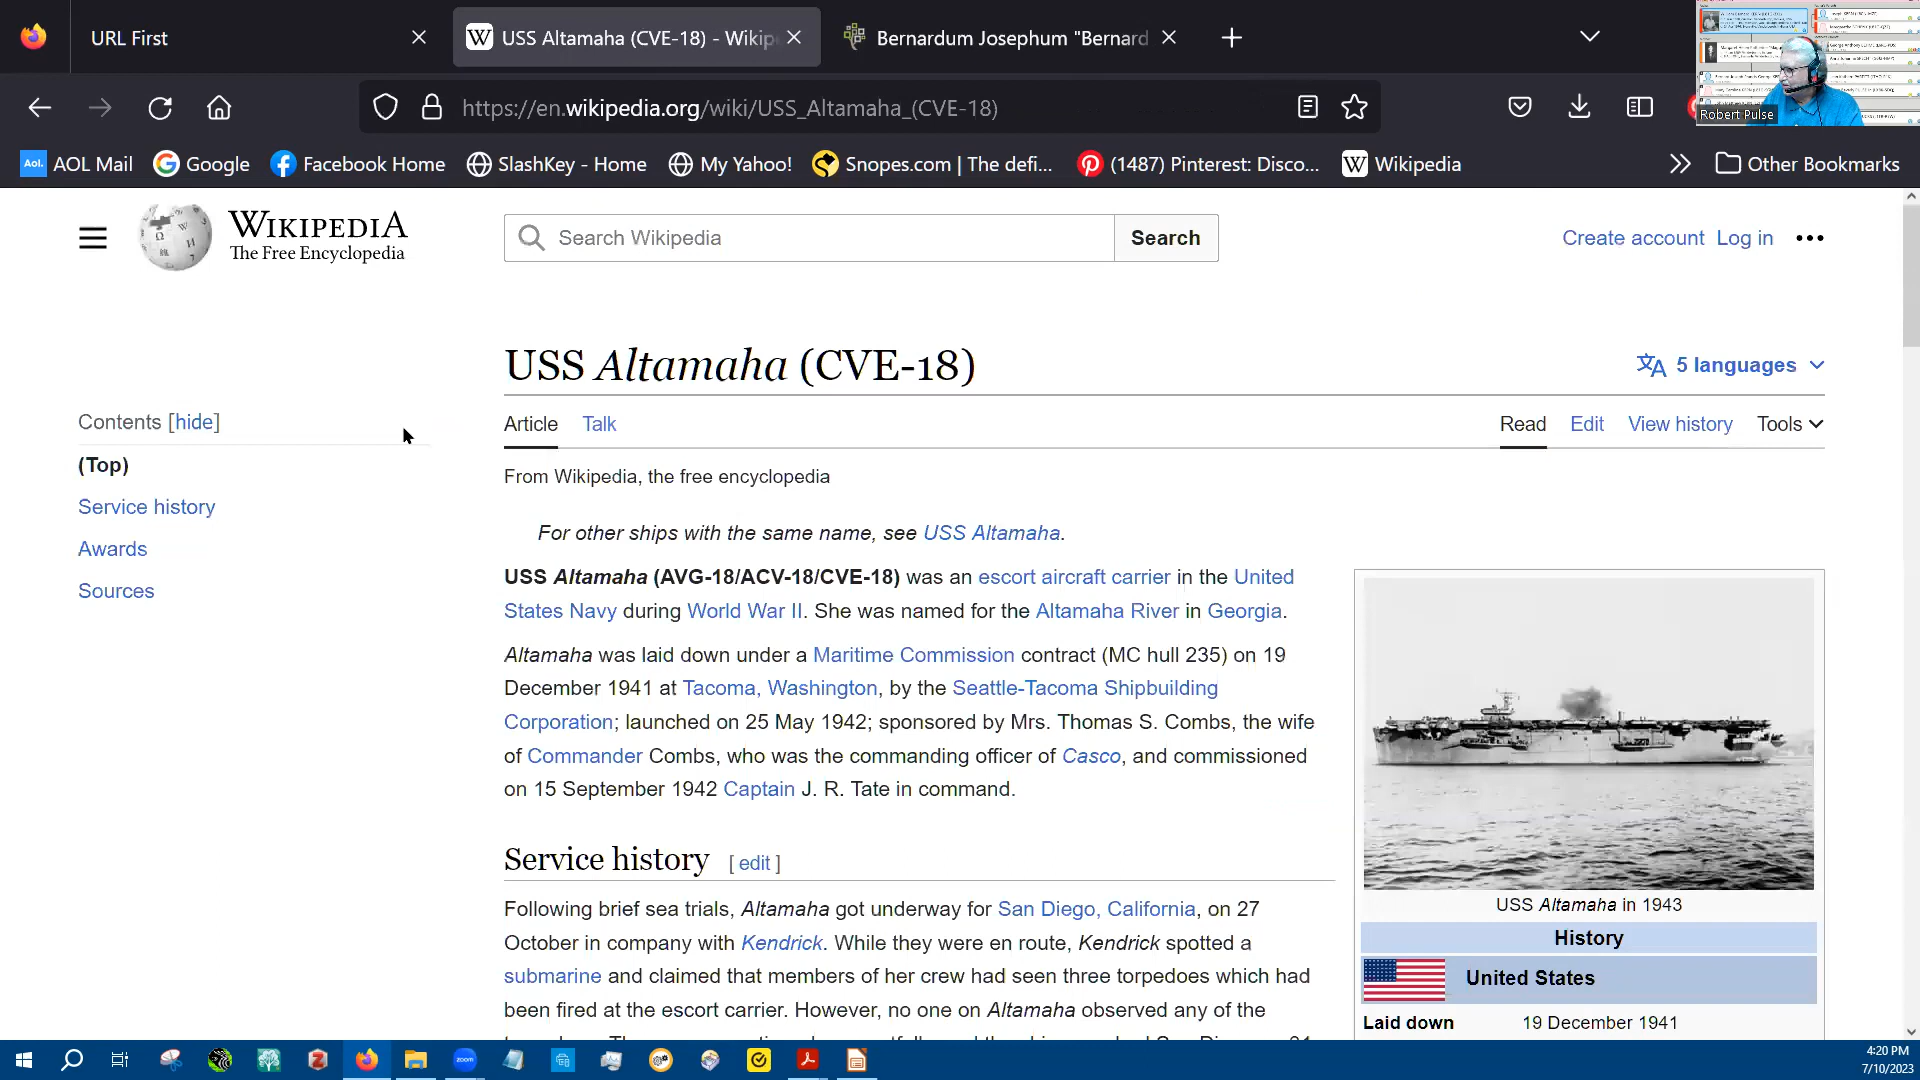 URL First
USS Altamaha (CVE-18) - Wikip
Bernardum Josephum "Bernard
https://en.wikipedia.org/wiki/USS_Altamaha_(CVE-18)
Robert Pulse
Aol.
AOL Mail
Google
Facebook Home
SlashKey - Home
My Yahoo!
Snopes.com | The defi...
(1487) Pinterest: Disco...
Wikipedia
Other Bookmarks
WIKIPEDIA
The Free Encyclopedia
Search Wikipedia
Search
Create account
Log in
USS Altamaha (CVE-18)
5 languages
Contents [hide]
(Top)
Service history
Awards
Sources
Article
Talk
Read
Edit
View history
Tools
From Wikipedia, the free encyclopedia
For other ships with the same name, see USS Altamaha.
USS Altamaha (AVG-18/ACV-18/CVE-18) was an escort aircraft carrier in the United
States Navy during World War II. She was named for the Altamaha River in Georgia.
Altamaha was laid down under a Maritime Commission contract (MC hull 235) on 19
December 1941 at Tacoma, Washington, by the Seattle-Tacoma Shipbuilding
Corporation; launched on 25 May 1942; sponsored by Mrs. Thomas S. Combs, the wife
of Commander Combs, who was the commanding officer of Casco, and commissioned
on 15 September 1942 Captain J. R. Tate in command.
Service history [ edit ]
Following brief sea trials, Altamaha got underway for San Diego, California, on 27
October in company with Kendrick. While they were en route, Kendrick spotted a
submarine and claimed that members of her crew had seen three torpedoes which had
been fired at the escort carrier. However, no one on Altamaha observed any of the
USS Altamaha in 1943
History
United States
Laid down 19 December 1941
zoom
4:20 PM
7/10/2023